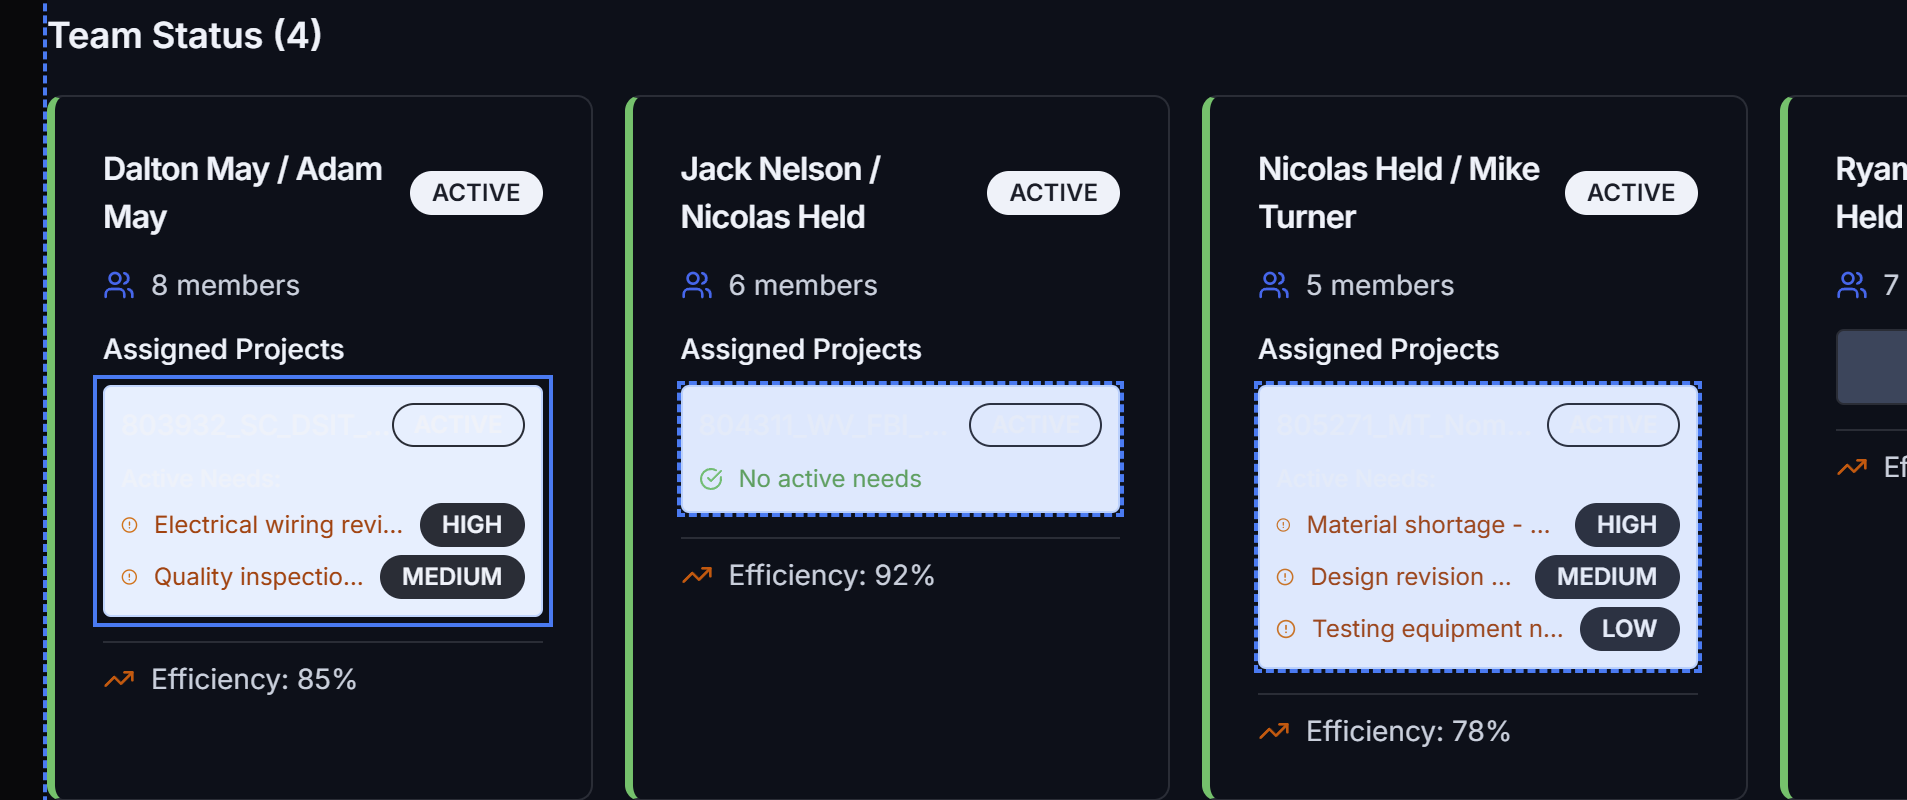 Team Status (4)
Dalton May / Adam
May
ACTIVE
8 members
Assigned Projects
803932_SC_DSIT_...
ACTIVE
Active Needs:
Electrical wiring revi...
HIGH
Quality inspectio...
MEDIUM
Efficiency: 85%
Jack Nelson /
Nicolas Held
ACTIVE
6 members
Assigned Projects
804311_WV_FBI_...
ACTIVE
No active needs
Efficiency: 92%
Nicolas Held / Mike
Turner
ACTIVE
5 members
Assigned Projects
805271_MT_Nom...
ACTIVE
Active Needs:
Material shortage - ...
HIGH
Design revision ...
MEDIUM
Testing equipment n...
LOW
Efficiency: 78%
Ryan
Held
7
Ef